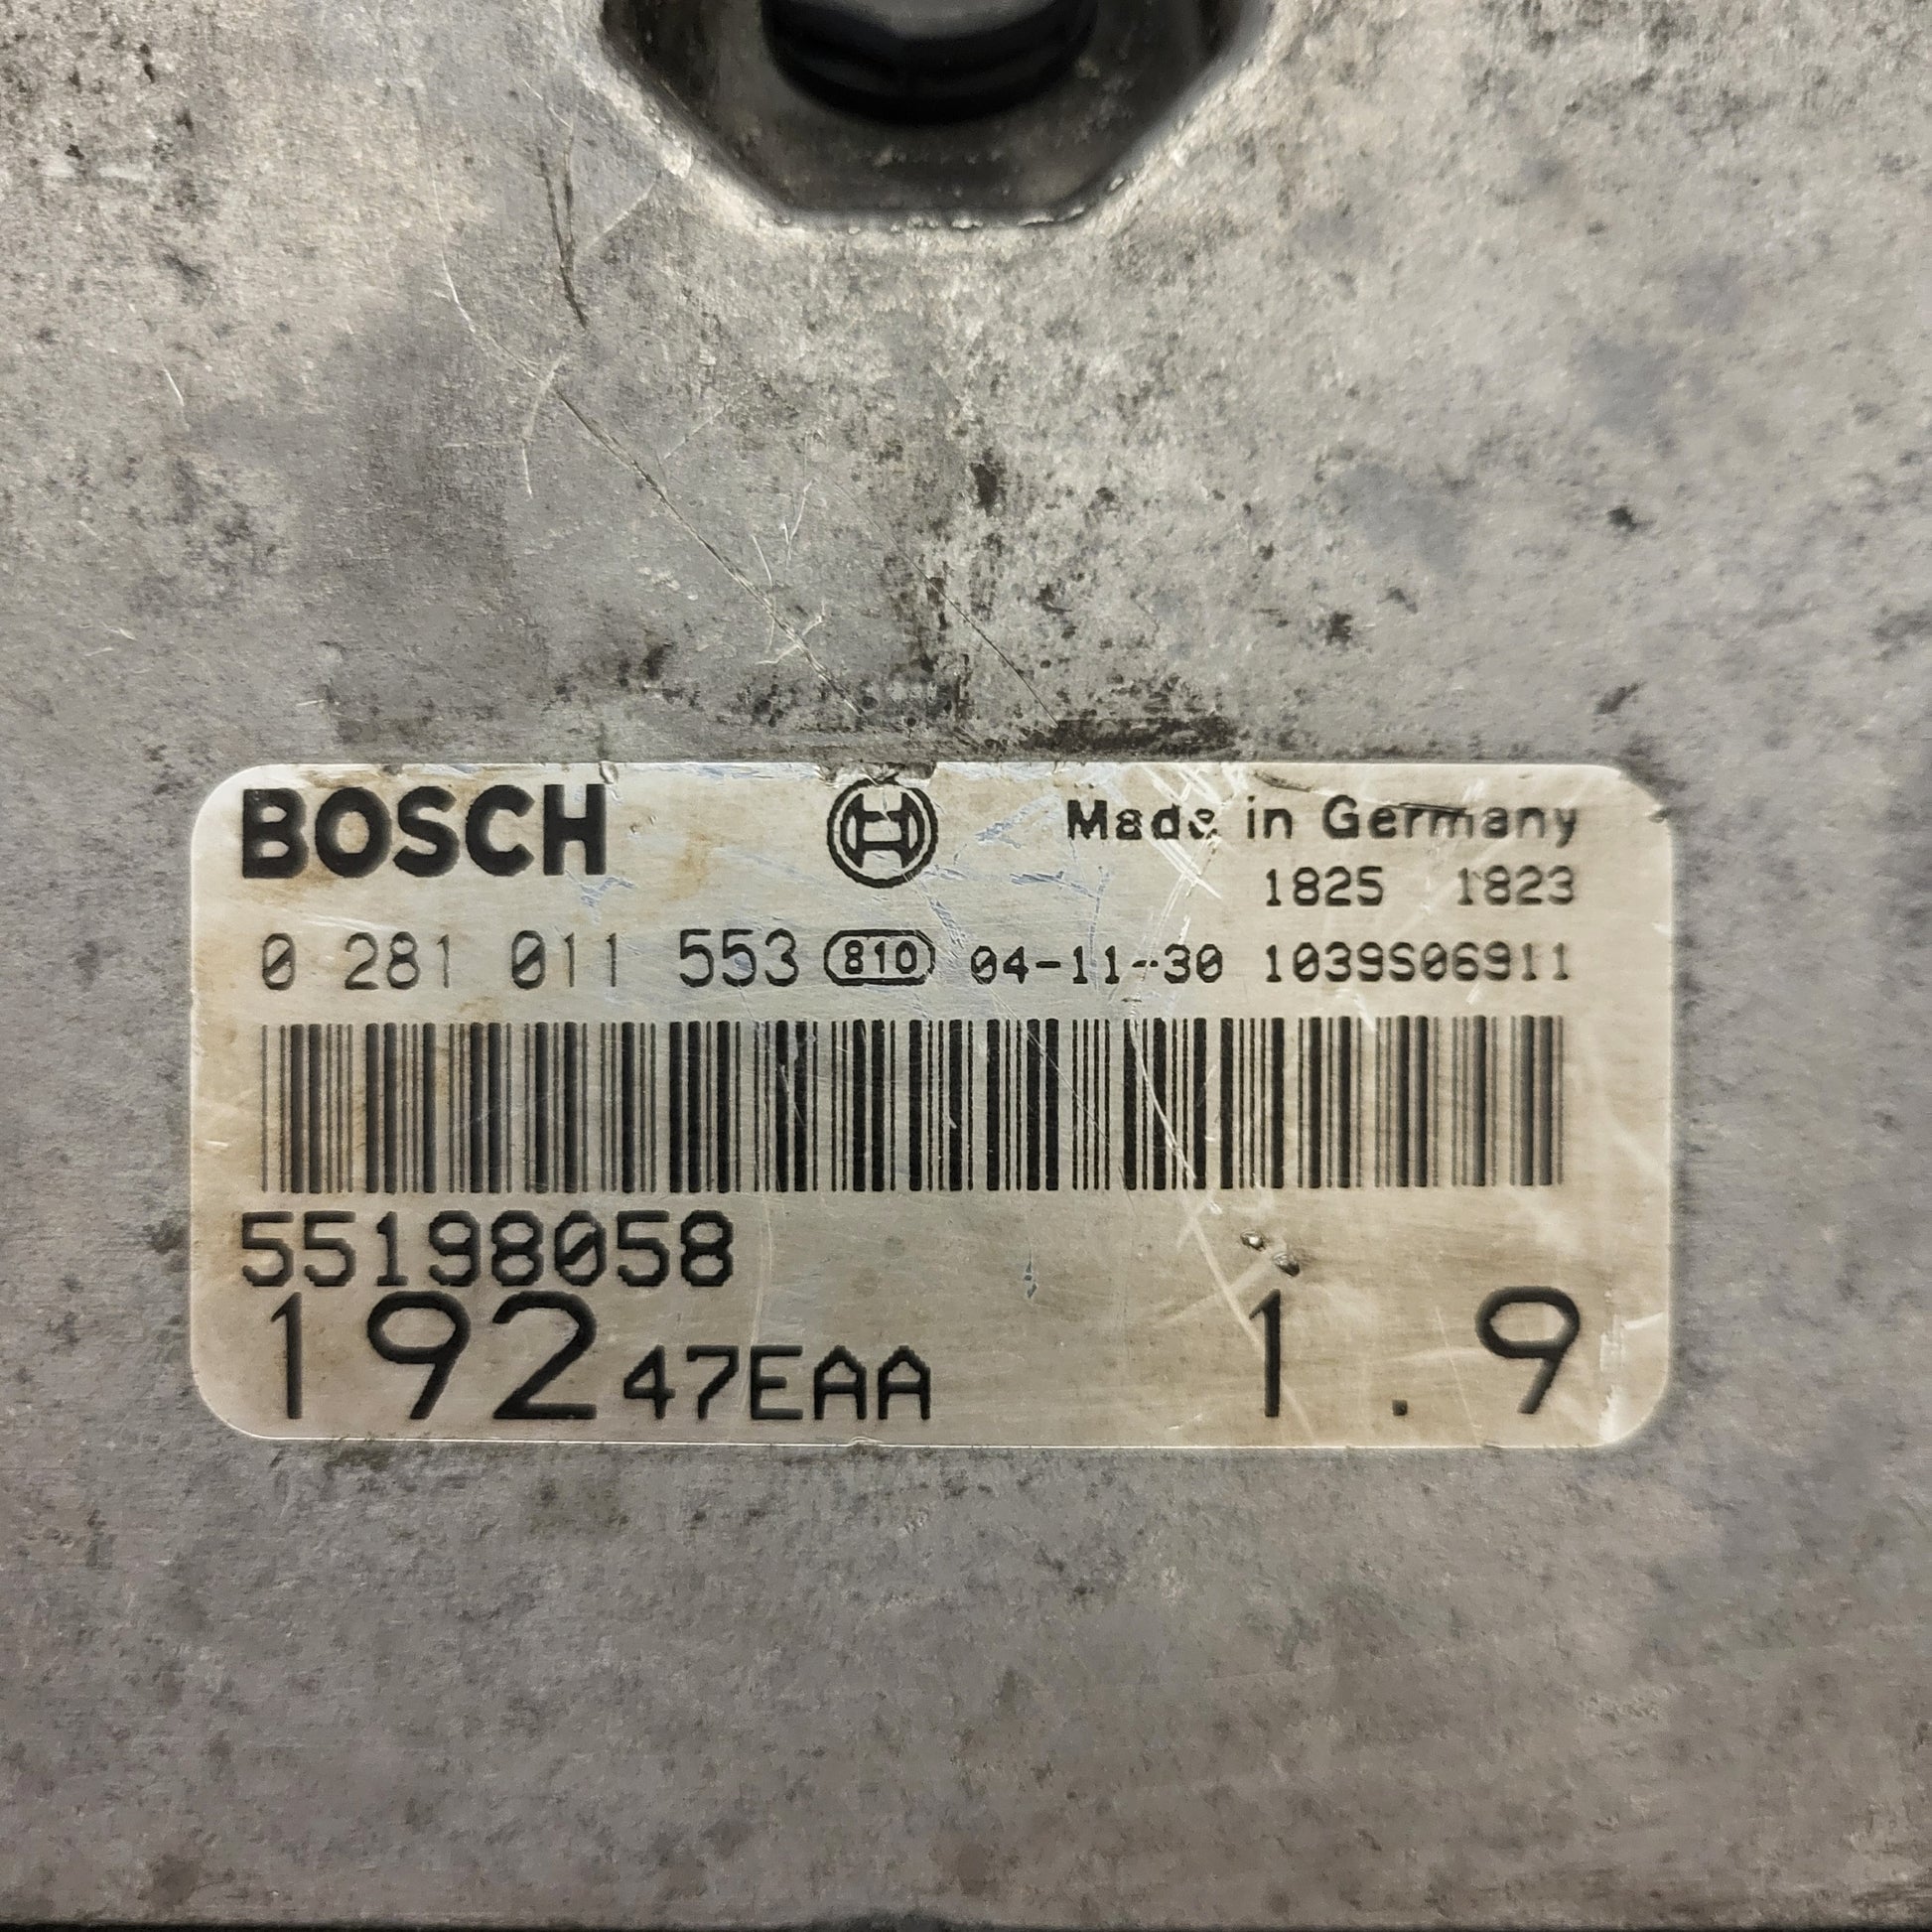 BOSCH Made in Germany
1825 1823
0 281 011 553 810 04-11-30 1039S06911
55198058
192 47EAA 1.9